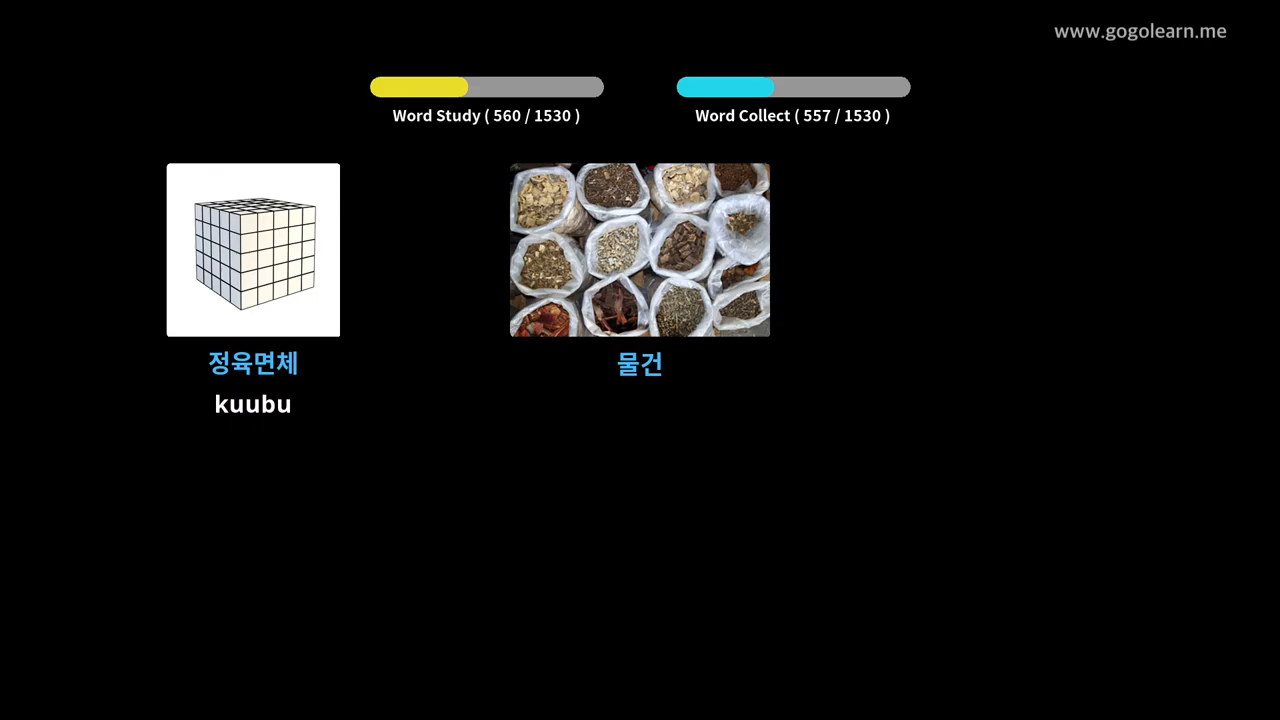 www.gogolearn.me
Word Study ( 560 / 1530 )
Word Collect ( 557 / 1530 )
정육면체
물건
kuubu